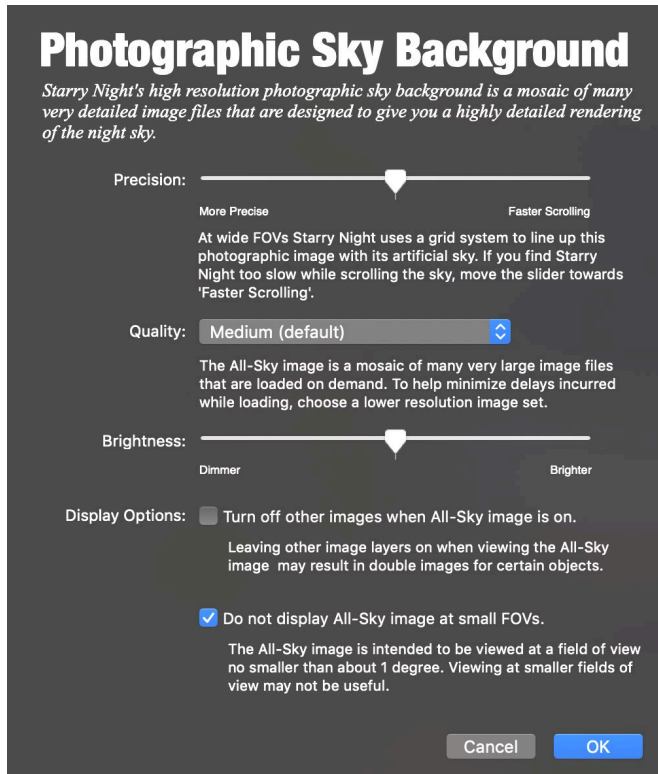 Photographic Sky Background
Starry Night's high resolution photographic sky background is a mosaic of many
very detailed image files that are designed to give you a highly detailed rendering
of the night sky.
Precision:
More Precise Faster Scrolling
At wide FOVs Starry Night uses a grid system to line up this
photographic image with its artificial sky. If you find Starry
Night too slow while scrolling the sky, move the slider towards
'Faster Scrolling'.
Quality: Medium (default)
The All-Sky image is a mosaic of many very large image files
that are loaded on demand. To help minimize delays incurred
while loading, choose a lower resolution image set.
Brightness:
Dimmer Brighter
Display Options: Turn off other images when All-Sky image is on.
Leaving other image layers on when viewing the All-Sky
image may result in double images for certain objects.
Do not display All-Sky image at small FOVs.
The All-Sky image is intended to be viewed at a field of view
no smaller than about 1 degree. Viewing at smaller fields of
view may not be useful.
Cancel OK